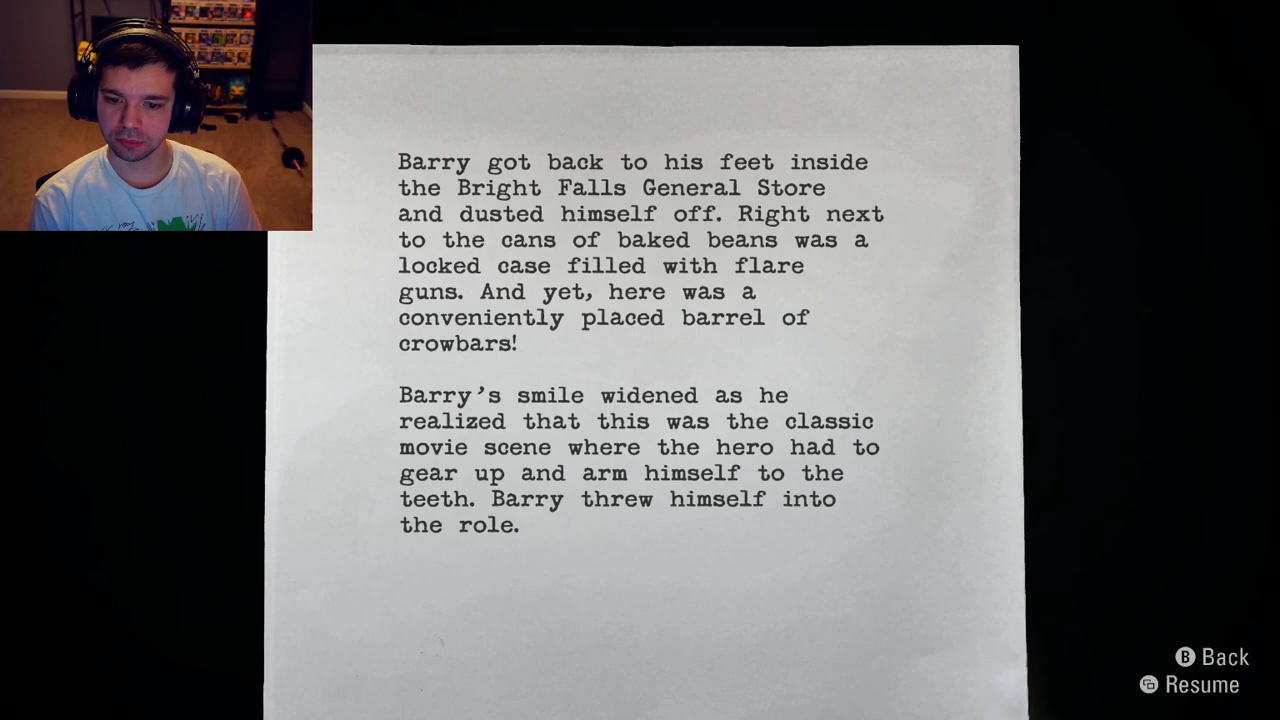 Barry got back to his feet inside
the Bright Falls General Store
and dusted himself off. Right next
to the cans of baked beans was a
locked case filled with flare
guns. And yet, here was a
conveniently placed barrel of
crowbars!
Barry's smile widened as he
realized that this was the classic
movie scene where the hero had to
gear up and arm himself to the
teeth. Barry threw himself into
the role.
B Back
Resume